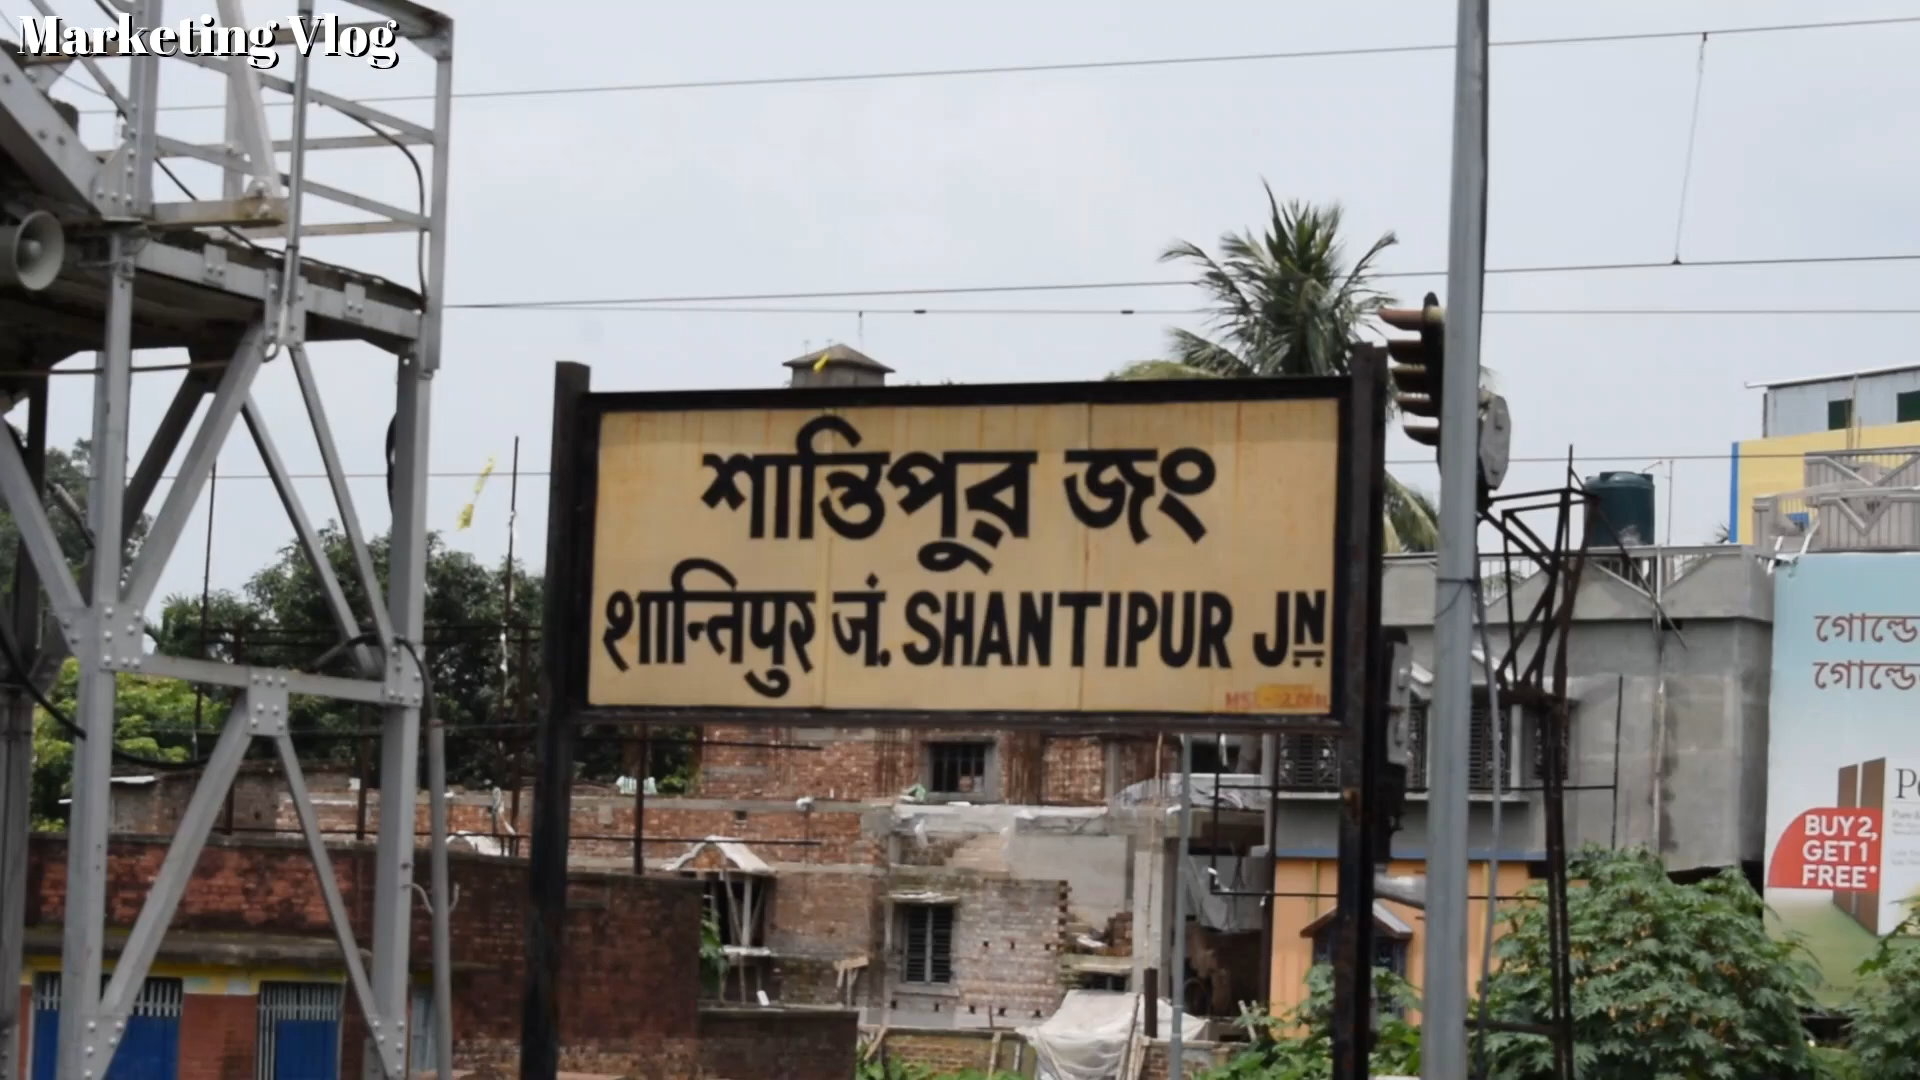 Marketing Vlog
শান্তিপুর জং
शान्तिपुर जं. SHANTIPUR JN
গোল্ডে
গোল্ডে
BUY 2,
GET 1
FREE*